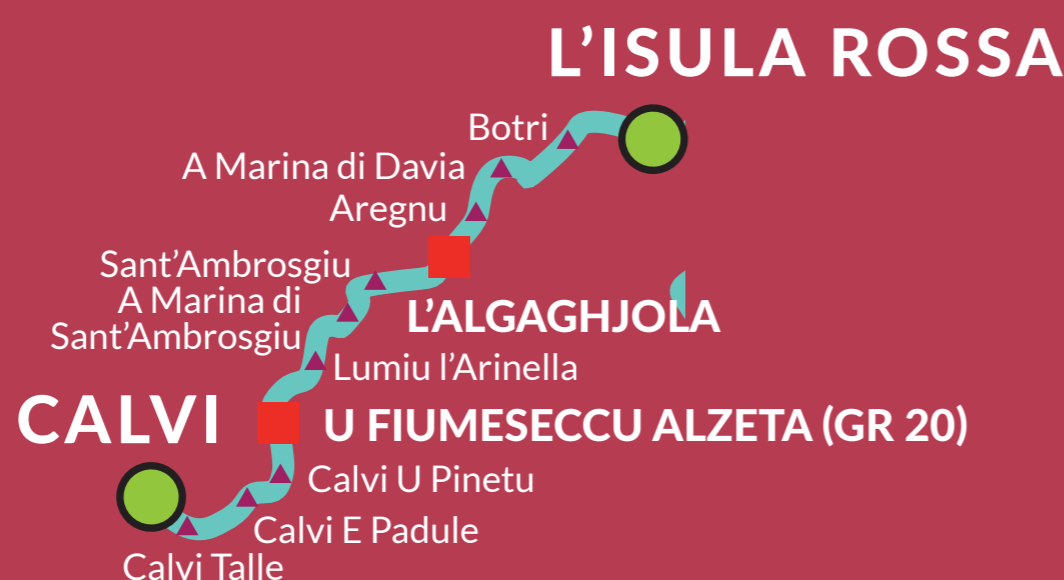 L’ISULA ROSSA
Botri
A Marina di Davia
Aregnu
Sant’Ambrosgiu
A Marina di
Sant’Ambrosgiu
L’ALGAGHJOLA
Lumiu l’Arinella
CALVI
U FIUMESECCU ALZETA (GR 20)
Calvi U Pinetu
Calvi E Padule
Calvi Talle